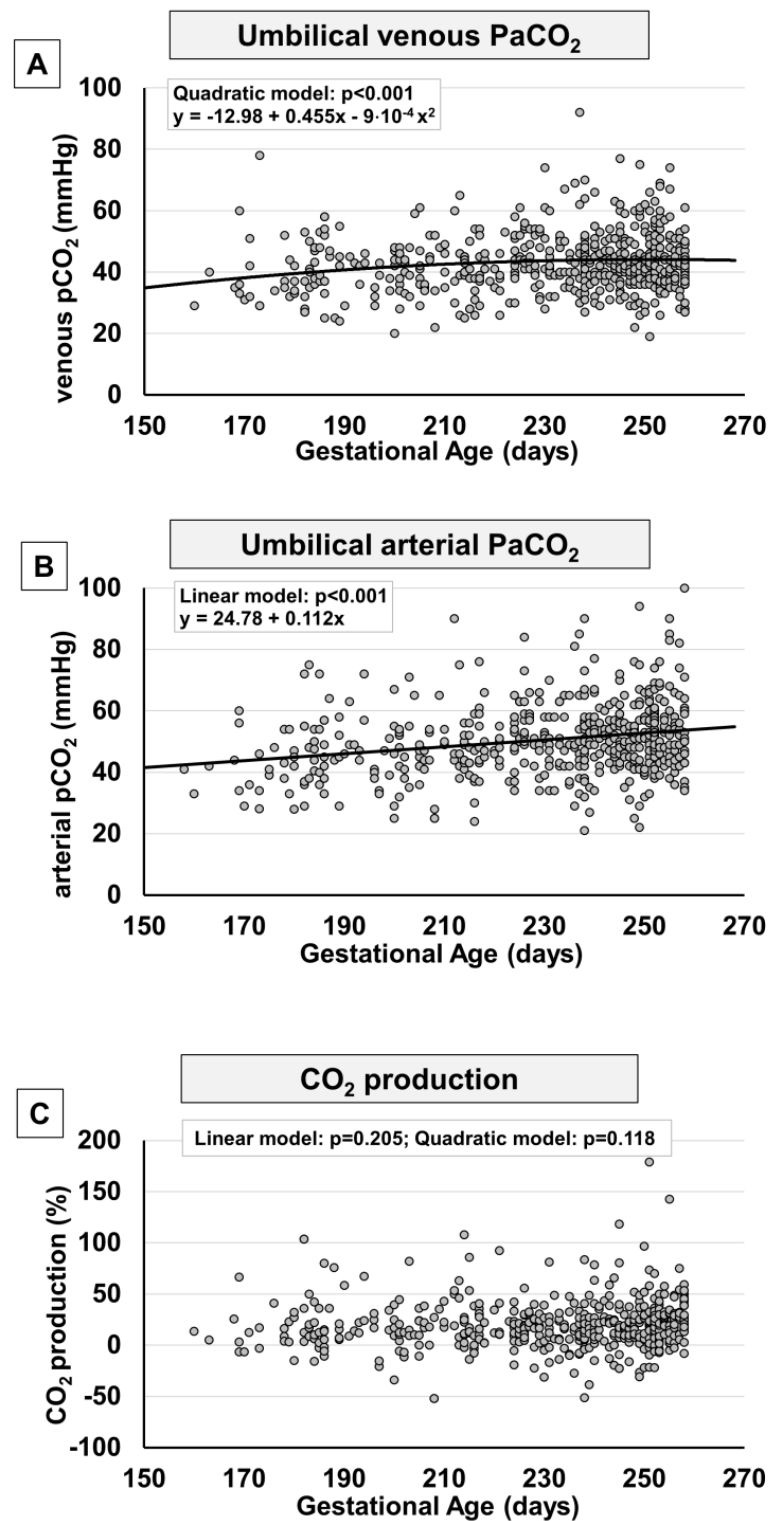 Umbilical venous PaCO₂
A
Quadratic model: p<0.001
y = -12.98 + 0.455x - 9·10⁻⁴ x²
venous pCO₂ (mmHg)
100
80
60
40
20
0
150 170 190 210 230 250 270
Gestational Age (days)
Umbilical arterial PaCO₂
B
Linear model: p<0.001
y = 24.78 + 0.112x
arterial pCO₂ (mmHg)
100
80
60
40
20
0
150 170 190 210 230 250 270
Gestational Age (days)
CO₂ production
C
Linear model: p=0.205; Quadratic model: p=0.118
CO₂ production (%)
200
150
100
50
0
-50
-100
150 170 190 210 230 250 270
Gestational Age (days)